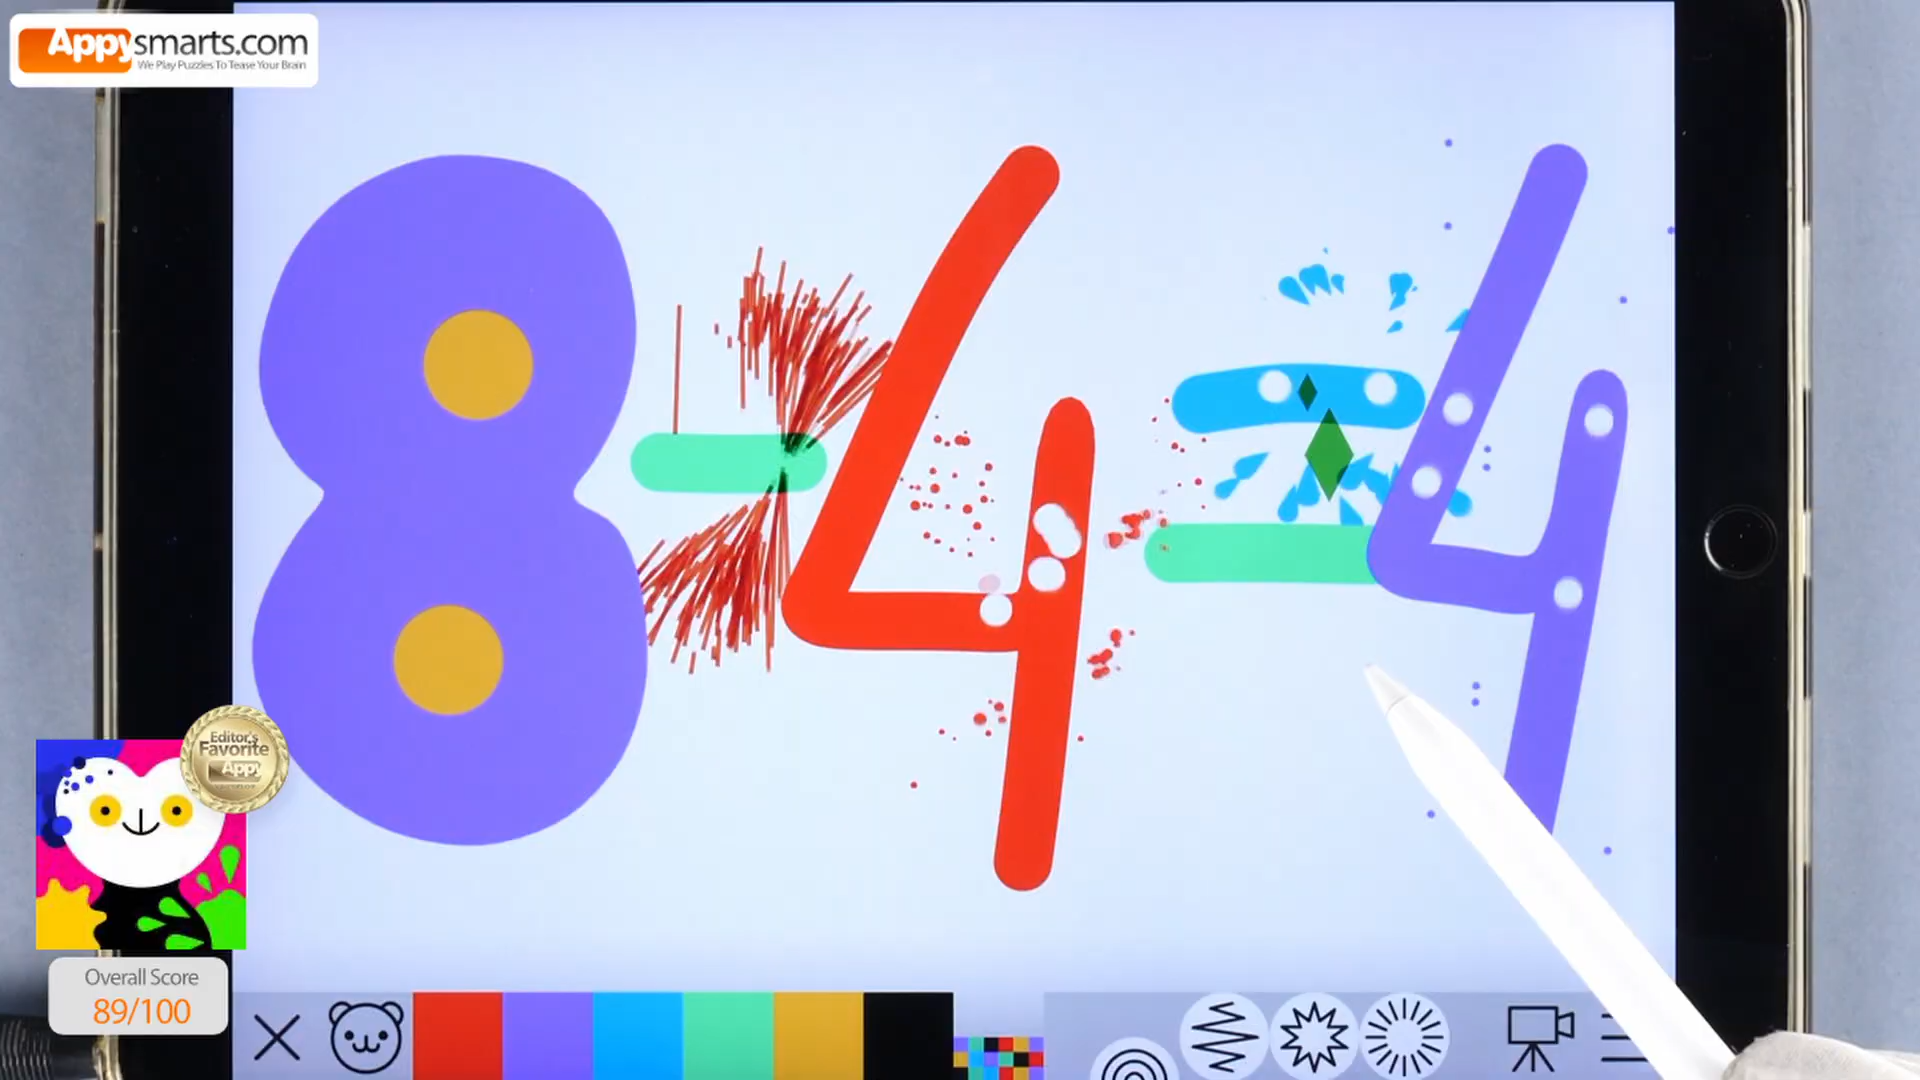 Appysmarts.com
We Play Puzzles To Tease Your Brain
8-4=4
Editor's
Favorite
Appy
Overall Score
89/100